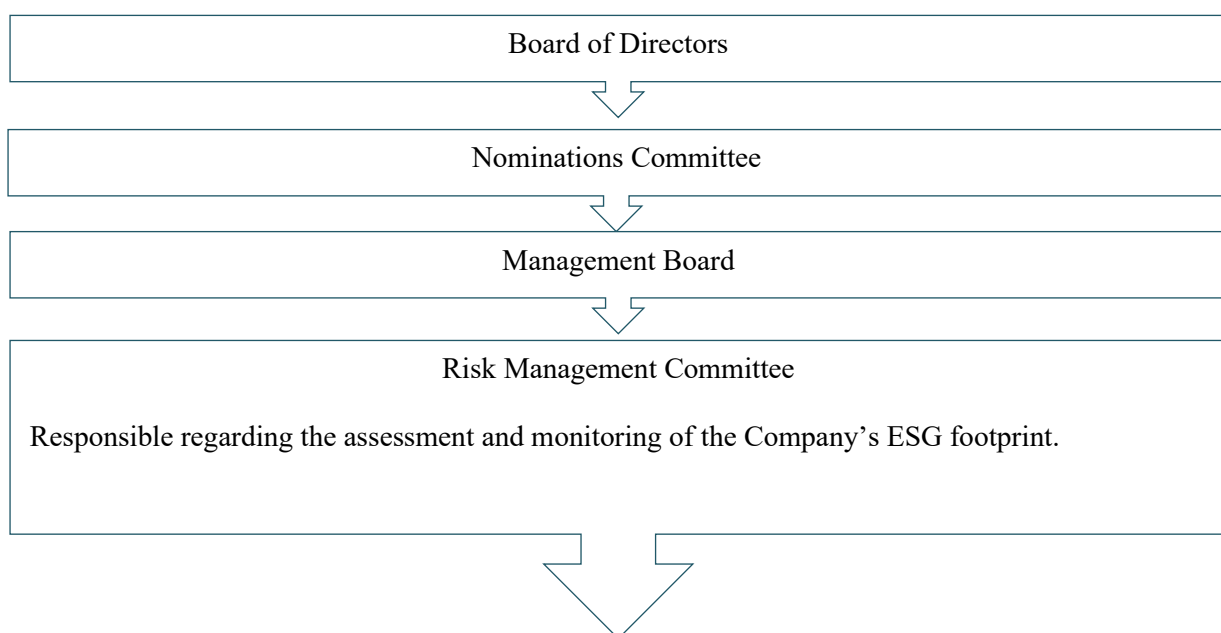 Board of Directors
Nominations Committee
Management Board
Risk Management Committee
Responsible regarding the assessment and monitoring of the Company’s ESG footprint.